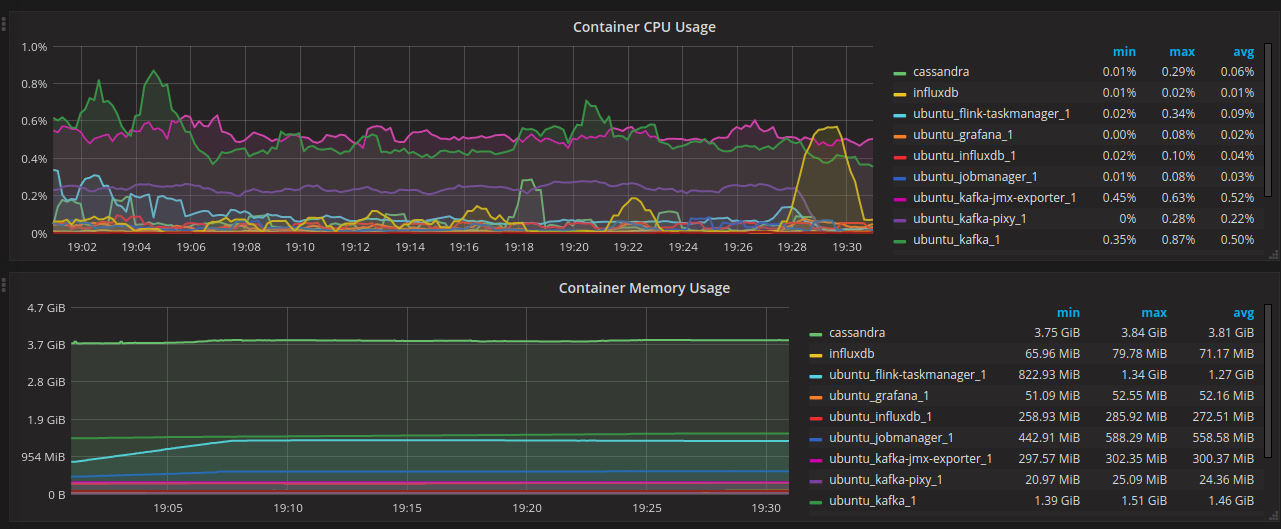 Container CPU Usage
1.0%
0.8%
0.6%
0.4%
0.2%
0%
19:02 19:04 19:06 19:08 19:10 19:12 19:14 19:16 19:18 19:20 19:22 19:24 19:26 19:28 19:30
min max avg
cassandra 0.01% 0.29% 0.06%
influxdb 0.01% 0.02% 0.01%
ubuntu_flink-taskmanager_1 0.02% 0.34% 0.09%
ubuntu_grafana_1 0.00% 0.08% 0.02%
ubuntu_influxdb_1 0.02% 0.10% 0.04%
ubuntu_jobmanager_1 0.01% 0.08% 0.03%
ubuntu_kafka-jmx-exporter_1 0.45% 0.63% 0.52%
ubuntu_kafka-pixy_1 0% 0.28% 0.22%
ubuntu_kafka_1 0.35% 0.87% 0.50%
Container Memory Usage
4.7 GiB
3.7 GiB
2.8 GiB
1.9 GiB
954 MiB
0 B
19:05 19:10 19:15 19:20 19:25 19:30
min max avg
cassandra 3.75 GiB 3.84 GiB 3.81 GiB
influxdb 65.96 MiB 79.78 MiB 71.17 MiB
ubuntu_flink-taskmanager_1 822.93 MiB 1.34 GiB 1.27 GiB
ubuntu_grafana_1 51.09 MiB 52.55 MiB 52.16 MiB
ubuntu_influxdb_1 258.93 MiB 285.92 MiB 272.51 MiB
ubuntu_jobmanager_1 442.91 MiB 588.29 MiB 558.58 MiB
ubuntu_kafka-jmx-exporter_1 297.57 MiB 302.35 MiB 300.37 MiB
ubuntu_kafka-pixy_1 20.97 MiB 25.09 MiB 24.36 MiB
ubuntu_kafka_1 1.39 GiB 1.51 GiB 1.46 GiB